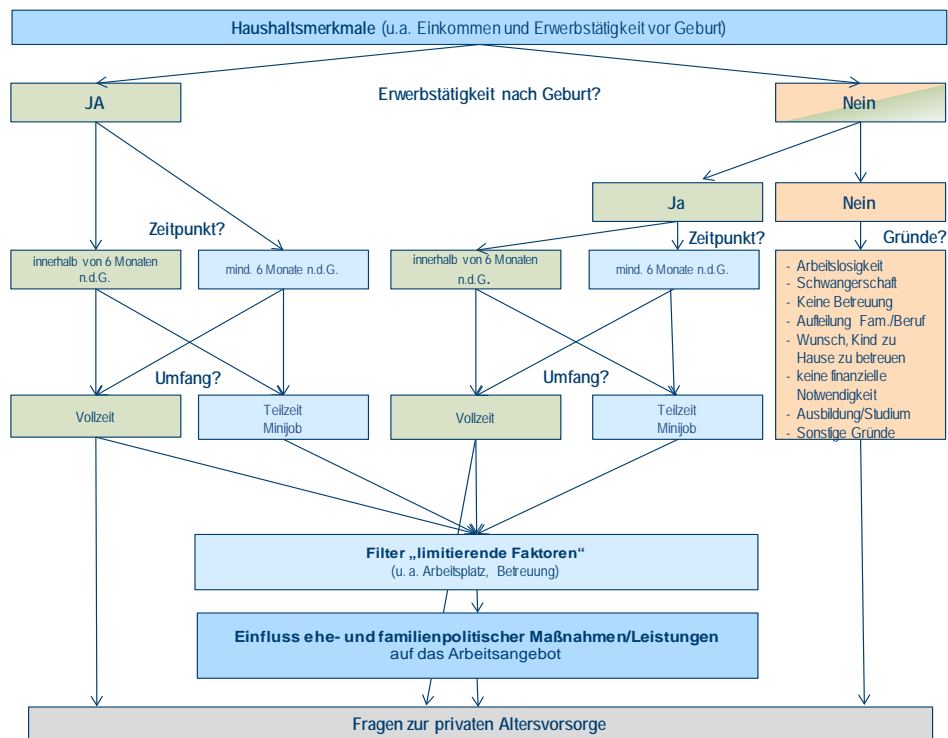 Haushaltsmerkmale (u.a. Einkommen und Erwerbstätigkeit vor Geburt)
JA
Erwerbstätigkeit nach Geburt?
Nein
Ja
Nein
Zeitpunkt?
Zeitpunkt?
Gründe?
innerhalb von 6 Monaten
n.d.G.
mind. 6 Monate n.d.G.
innerhalb von 6 Monaten
n.d.G.
mind. 6 Monate n.d.G.
- Arbeitslosigkeit
- Schwangerschaft
- Keine Betreuung
- Aufteilung Fam./Beruf
- Wunsch, Kind zu
Hause zu betreuen
- keine finanzielle
Notwendigkeit
- Ausbildung/Studium
- Sonstige Gründe
Umfang?
Umfang?
Vollzeit
Teilzeit
Minijob
Vollzeit
Teilzeit
Minijob
Filter „limitierende Faktoren“
(u. a. Arbeitsplatz, Betreuung)
Einfluss ehe- und familienpolitischer Maßnahmen/Leistungen
auf das Arbeitsangebot
Fragen zur privaten Altersvorsorge